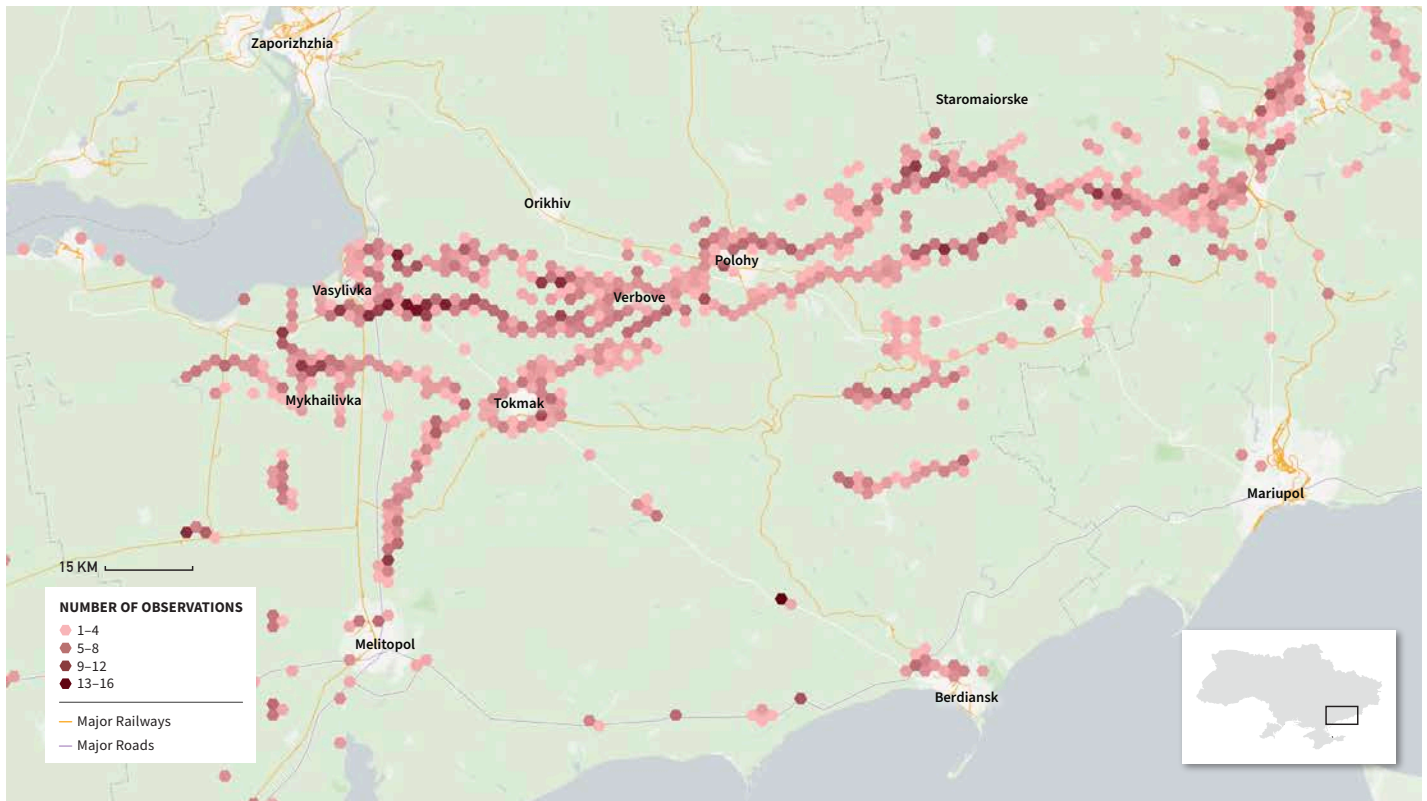 Zaporizhzhia
Staromaiorske
Orikhiv
Polohy
Vasylivka
Verbove
Mykhailivka
Tokmak
Mariupol
15 KM
NUMBER OF OBSERVATIONS
1–4
5–8
9–12
13–16
Major Railways
Major Roads
Melitopol
Berdiansk